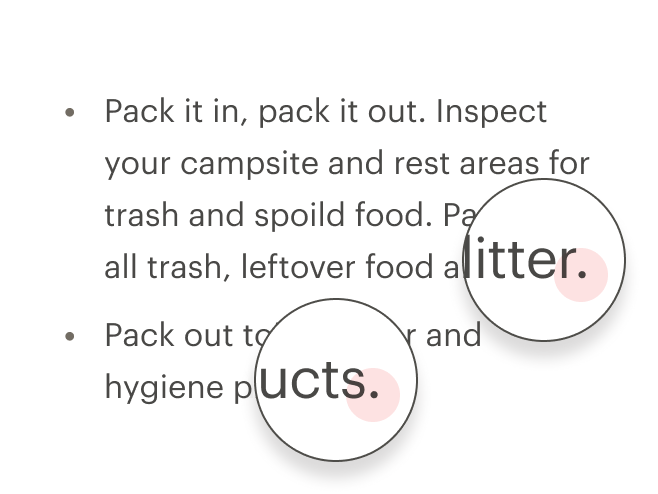 • Pack it in, pack it out. Inspect
your campsite and rest areas for
trash and spoild food. Pa
all trash, leftover food a litter.
• Pack out to r and
hygiene p ucts.